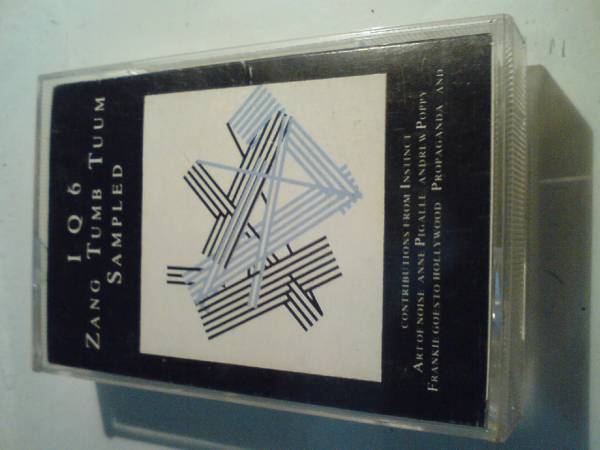 I Q 6
ZANG TUMB TUUM
SAMPLED
CONTRIBUTIONS FROM INSTINCT
ART OF NOISE ANNE PIGALLE ANDREW POPPY
FRANKIE GOES TO HOLLYWOOD PROPAGANDA AND